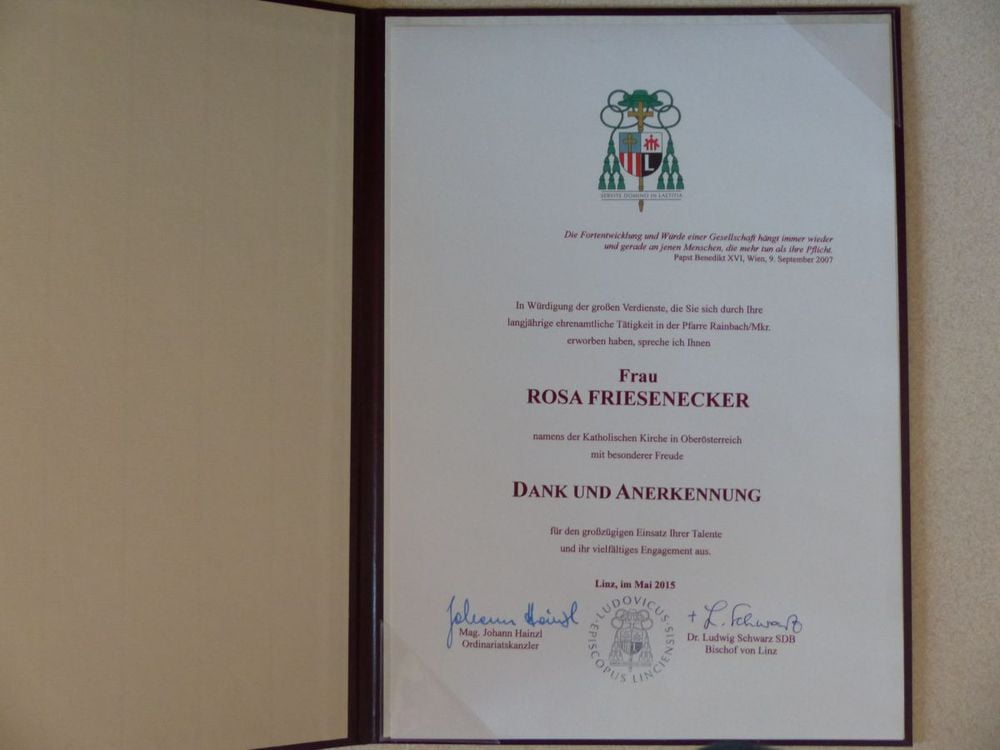 L
SERVITE DOMINO IN LAETITIA
Die Fortentwicklung und Würde einer Gesellschaft hängt immer wieder
und gerade an jenen Menschen, die mehr tun als ihre Pflicht.
Papst Benedikt XVI, Wien, 9. September 2007
In Würdigung der großen Verdienste, die Sie sich durch Ihre
langjährige ehrenamtliche Tätigkeit in der Pfarre Rainbach/Mkr.
erworben haben, spreche ich Ihnen
Frau
ROSA FRIESENECKER
namens der Katholischen Kirche in Oberösterreich
mit besonderer Freude
DANK UND ANERKENNUNG
für den großzügigen Einsatz Ihrer Talente
und ihr vielfältiges Engagement aus.
Linz, im Mai 2015
Johann Hainzl
Mag. Johann Hainzl
Ordinariatskanzler
LUDOVICUS · EPISCOPUS LINCIENSIS
+ L. Schwarz
Dr. Ludwig Schwarz SDB
Bischof von Linz